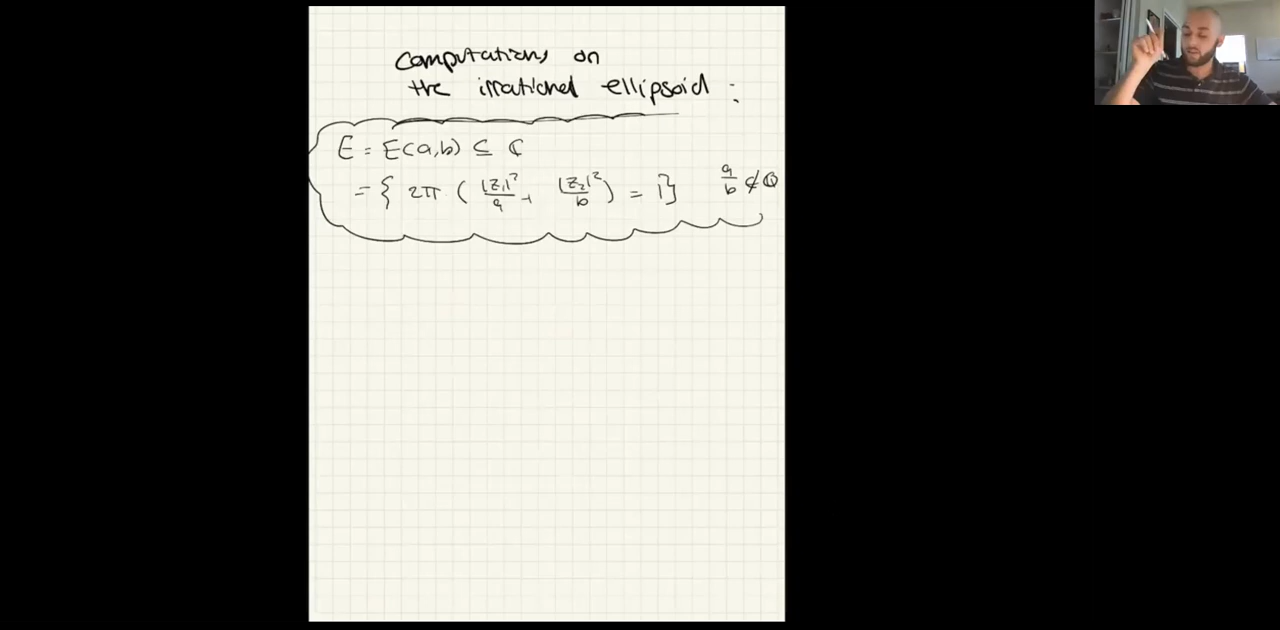 Computations on
the irrational ellipsoid :
E = E(a,b) ⊆ ℂ
= { 2π ( |z₁|²/a + |z₂|²/b ) = 1 } a/b ∉ ℚ